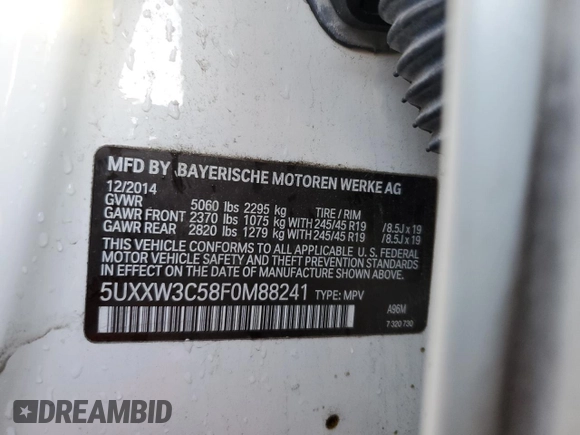 MFD BY BAYERISCHE MOTOREN WERKE AG
12/2014
GVWR 5060 lbs 2295 kg TIRE / RIM
GAWR FRONT 2370 lbs 1075 kg WITH 245/45 R19 /8.5J x 19
GAWR REAR 2820 lbs 1279 kg WITH 245/45 R19 /8.5J x 19
THIS VEHICLE CONFORMS TO ALL APPLICABLE U. S. FEDERAL
MOTOR VEHICLE SAFETY AND THEFT PREVENTION STANDARDS
IN EFFECT ON THE DATE OF MANUFACTURE SHOWN ABOVE.
5UXXW3C58F0M88241 TYPE: MPV
A96M
7 320 730
DREAMBID